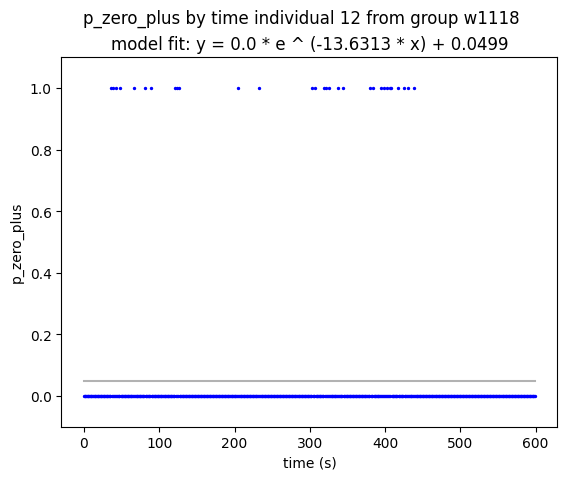 p_zero_plus by time individual 12 from group w1118
model fit: y = 0.0 * e ^ (-13.6313 * x) + 0.0499
1.0
0.8
0.6
0.4
0.2
0.0
p_zero_plus
0 100 200 300 400 500 600
time (s)